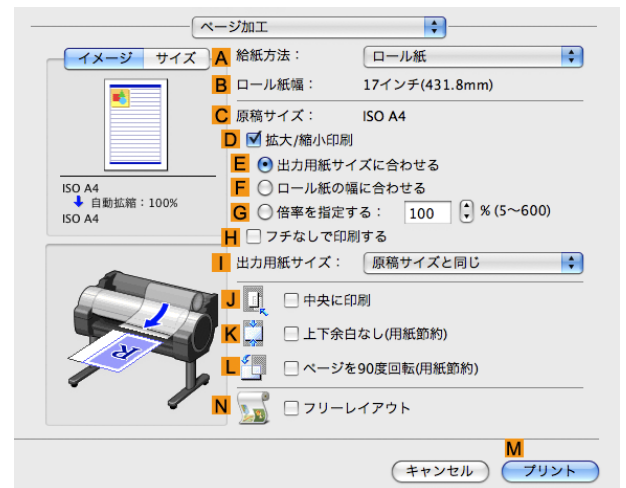 ページ加工
イメージ サイズ
ISO A4
自動拡縮：100%
ISO A4
A 給紙方法： ロール紙
B ロール紙幅： 17インチ(431.8mm)
C 原稿サイズ： ISO A4
D 拡大/縮小印刷
E 出力用紙サイズに合わせる
F ロール紙の幅に合わせる
G 倍率を指定する： 100 % (5〜600)
H フチなしで印刷する
I 出力用紙サイズ： 原稿サイズと同じ
J 中央に印刷
K 上下余白なし(用紙節約)
L ページを90度回転(用紙節約)
N フリーレイアウト
R
M
キャンセル プリント